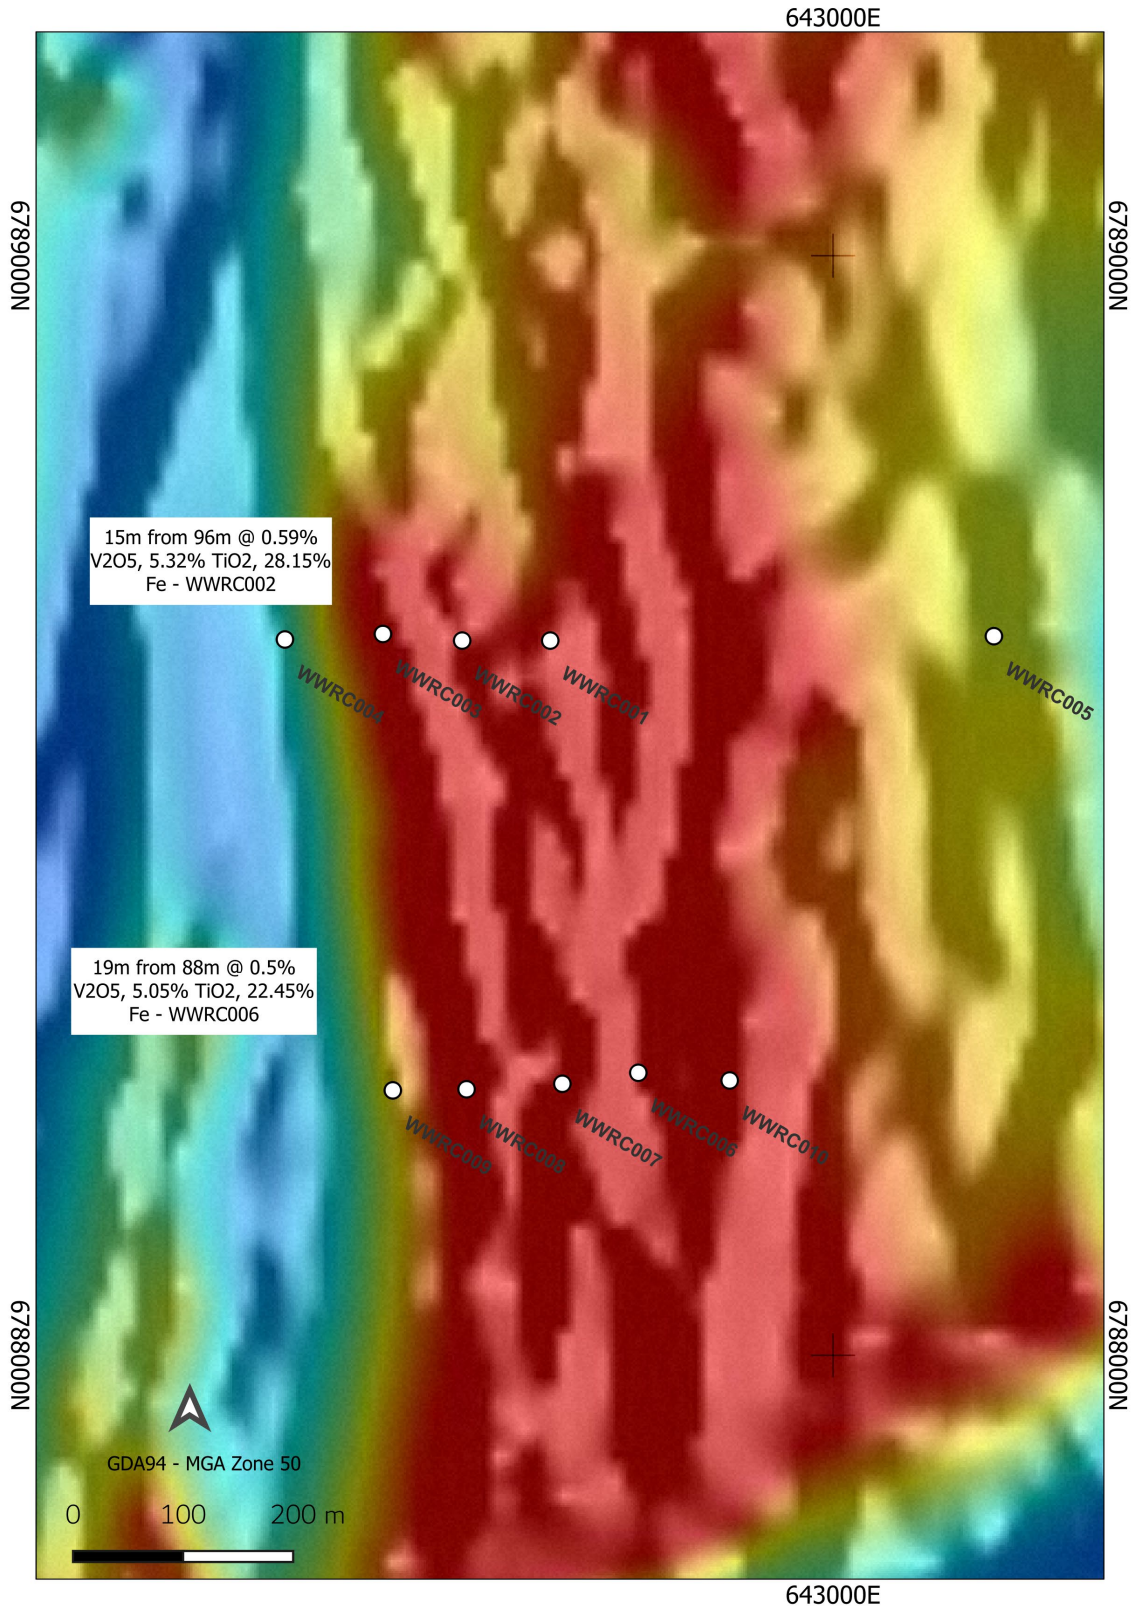 643000E
6789000N
6789000N
15m from 96m @ 0.59%
V2O5, 5.32% TiO2, 28.15%
Fe - WWRC002
WWRC004
WWRC003
WWRC002
WWRC001
WWRC005
19m from 88m @ 0.5%
V2O5, 5.05% TiO2, 22.45%
Fe - WWRC006
WWRC009
WWRC008
WWRC007
WWRC006
WWRC010
6788000N
6788000N
GDA94 - MGA Zone 50
0 100 200 m
643000E